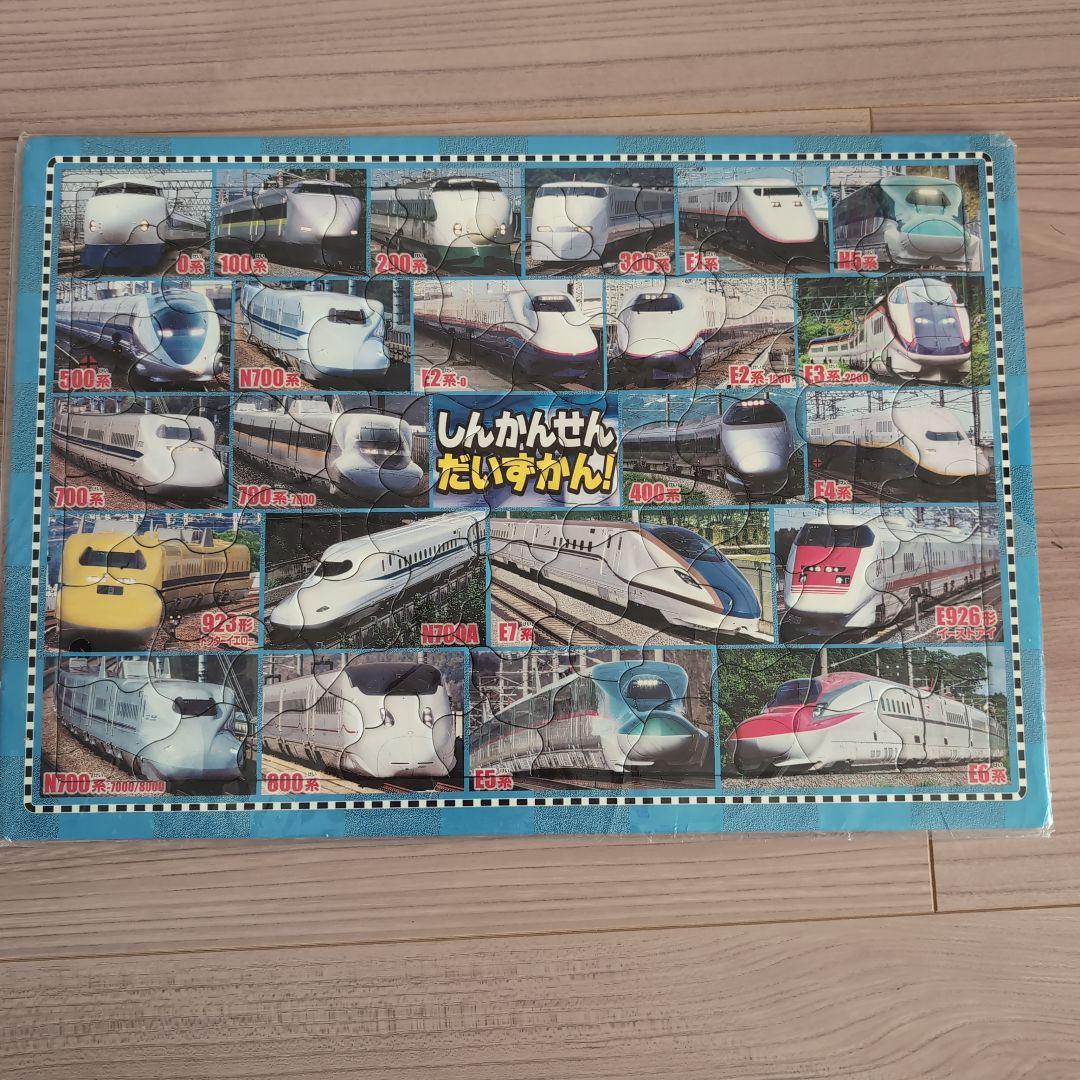 0系
100系
200系
300系
E1系
H5系
500系
N700系
E2系-0
E2系-1000
E3系-2000
700系
700系-7000
しんかんせん
だいずかん!
400系
E4系
923形
ドクターイエロー
N700A
E7系
E926形
イーストアイ
N700系-7000/8000
800系
E5系
E6系